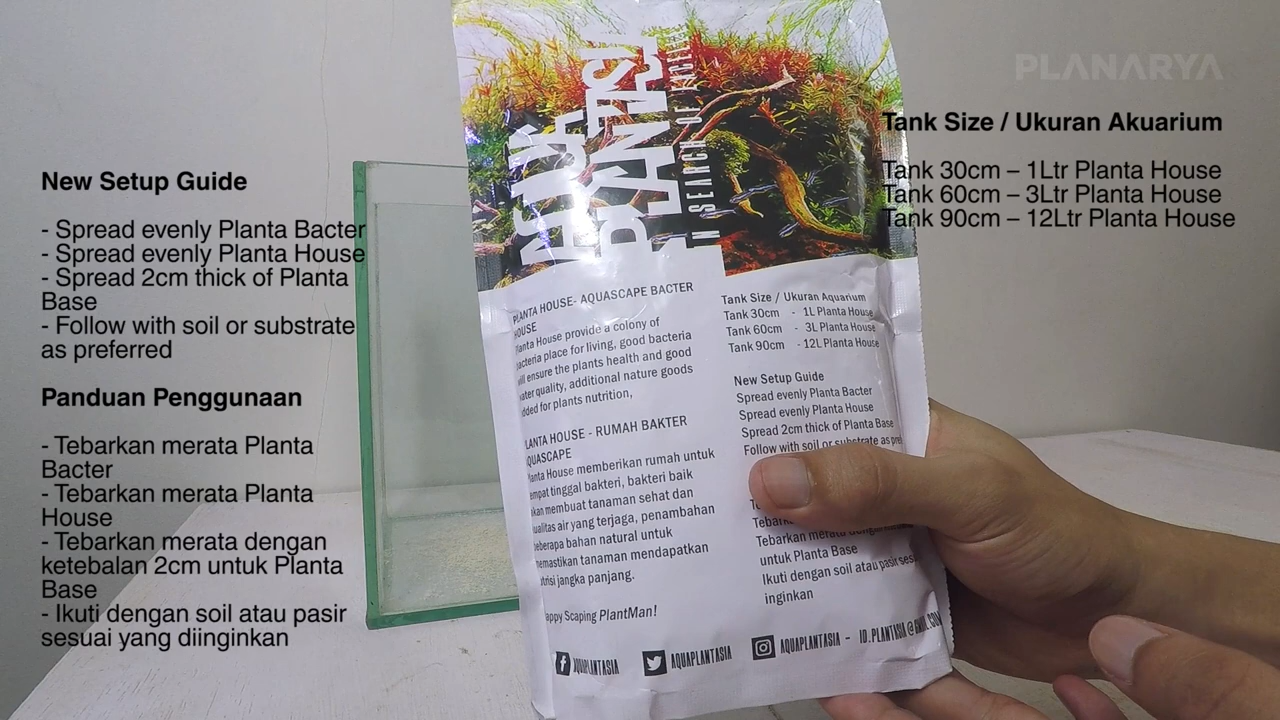 PLANARYA
New Setup Guide
- Spread evenly Planta Bacter
- Spread evenly Planta House
- Spread 2cm thick of Planta
Base
- Follow with soil or substrate
as preferred
Panduan Penggunaan
- Tebarkan merata Planta
Bacter
- Tebarkan merata Planta
House
- Tebarkan merata dengan
ketebalan 2cm untuk Planta
Base
- Ikuti dengan soil atau pasir
sesuai yang diinginkan
AQUA
PLANTASIA
IN SEARCH OF
PLANTA HOUSE- AQUASCAPE BACTER
HOUSE
Planta House provide a colony of
bacteria place for living, good bacteria
will ensure the plants health and good
water quality, additional nature goods
added for plants nutrition,
PLANTA HOUSE - RUMAH BAKTER
AQUASCAPE
Planta House memberikan rumah untuk
tempat tinggal bakteri, bakteri baik
akan membuat tanaman sehat dan
kualitas air yang terjaga, penambahan
beberapa bahan natural untuk
memastikan tanaman mendapatkan
nutrisi jangka panjang.
Happy Scaping PlantMan!
Tank Size / Ukuran Aquarium
Tank 30cm - 1L Planta House
Tank 60cm - 3L Planta House
Tank 90cm - 12L Planta House
New Setup Guide
Spread evenly Planta Bacter
Spread evenly Planta House
Spread 2cm thick of Planta Base
Follow with soil or substrate as
Tebarkan merata dengan
untuk Planta Base
Ikuti dengan soil atau pasir
inginkan
AQUAPLANTASIA
AQUAPLANTASIA
AQUAPLANTASIA - ID.PLANTASIA@GMAIL.COM
Tank Size / Ukuran Akuarium
Tank 30cm – 1Ltr Planta House
Tank 60cm – 3Ltr Planta House
Tank 90cm – 12Ltr Planta House